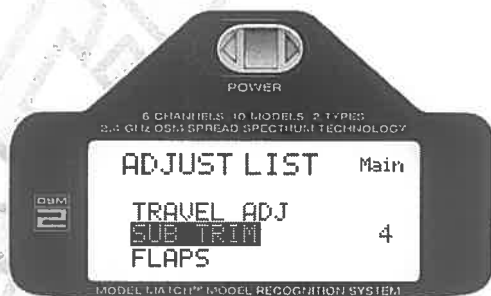 POWER
6 CHANNELS 10 MODELS 2 TYPES
2.4 GHz DSM SPREAD SPECTRUM TECHNOLOGY
ADJUST LIST Main
DSM
2
TRAVEL ADJ
SUB TRIM 4
FLAPS
MODEL MATCH™ MODEL RECOGNITION SYSTEM